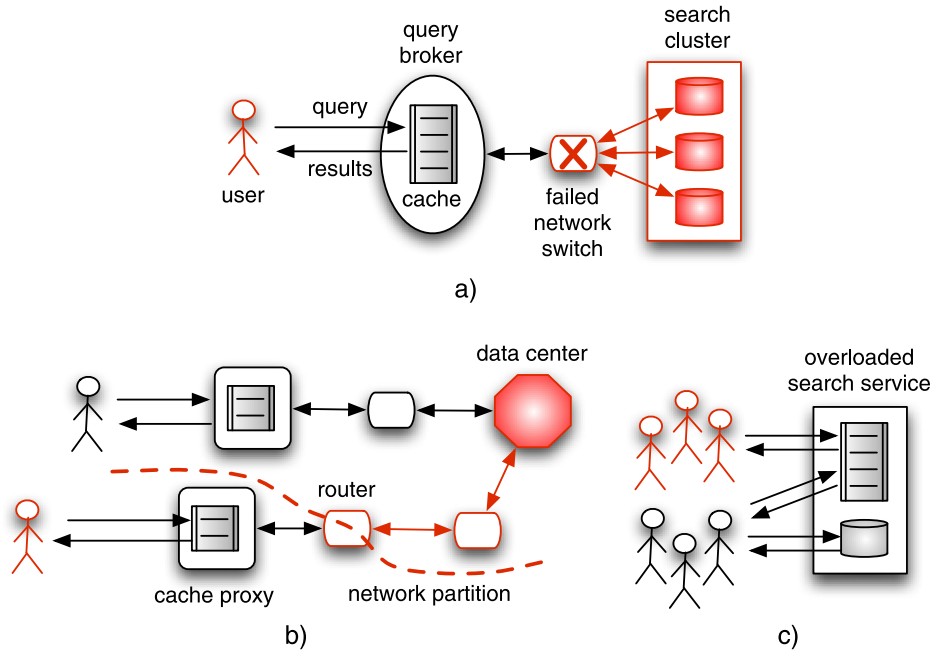 query
broker
search
cluster
query
results
user
cache
failed
network
switch
a)
data center
overloaded
search service
router
cache proxy
network partition
b)
c)